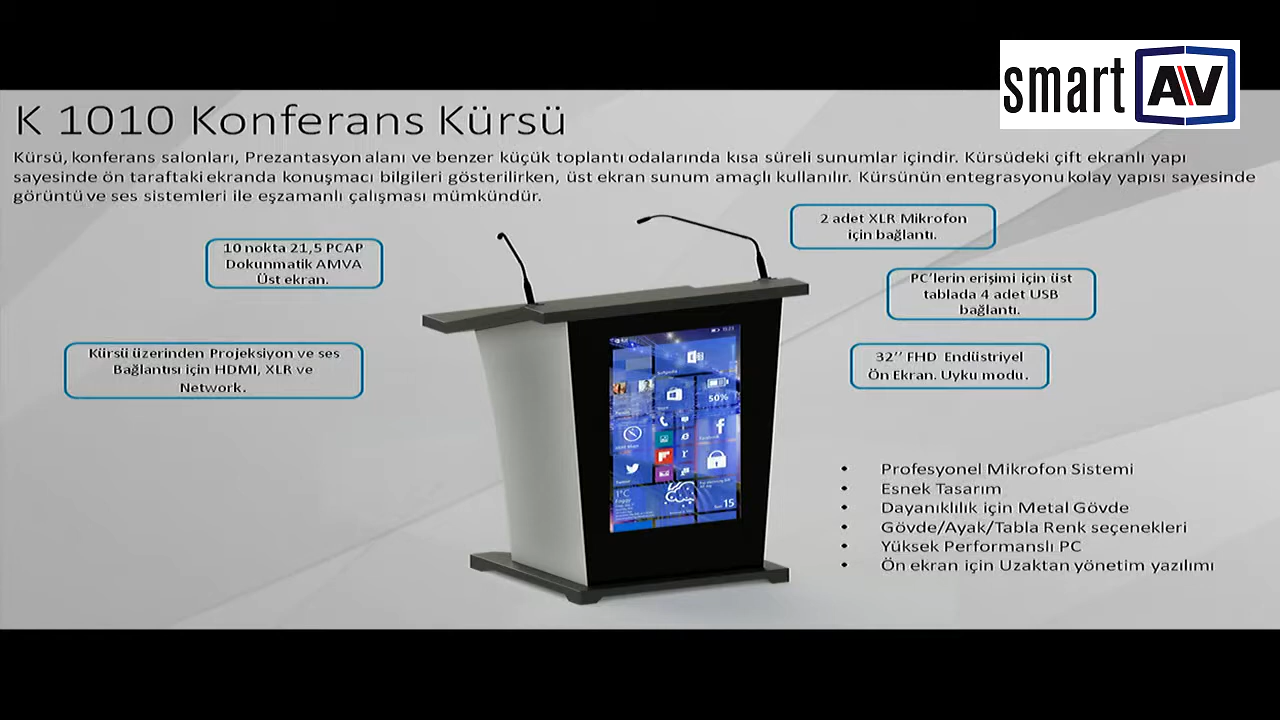 smart AV
K 1010 Konferans Kürsü
Kürsü, konferans salonları, Prezantasyon alanı ve benzer küçük toplantı odalarında kısa süreli sunumlar içindir. Kürsüdeki çift ekranlı yapı
sayesinde ön taraftaki ekranda konuşmacı bilgileri gösterilirken, üst ekran sunum amaçlı kullanılır. Kürsünün entegrasyonu kolay yapısı sayesinde
görüntü ve ses sistemleri ile eşzamanlı çalışması mümkündür.
2 adet XLR Mikrofon
için bağlantı.
10 nokta 21,5 PCAP
Dokunmatik AMVA
Üst ekran.
PC'lerin erişimi için üst
tablada 4 adet USB
bağlantı.
Kürsü üzerinden Projeksiyon ve ses
Bağlantısı için HDMI, XLR ve
Network.
32'' FHD Endüstriyel
Ön Ekran. Uyku modu.
50%
1°C
15
• Profesyonel Mikrofon Sistemi
• Esnek Tasarım
• Dayanıklılık için Metal Gövde
• Gövde/Ayak/Tabla Renk seçenekleri
• Yüksek Performanslı PC
• Ön ekran için Uzaktan yönetim yazılımı